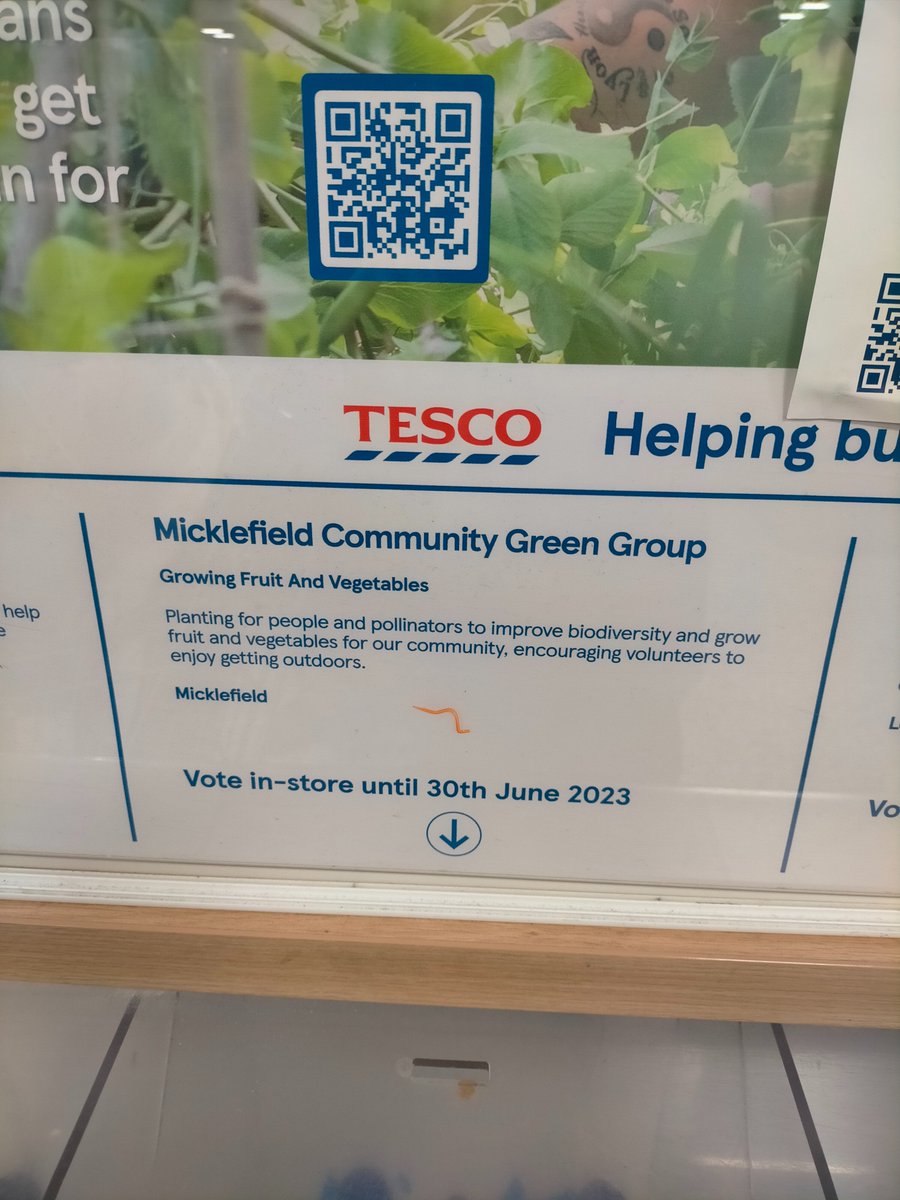 ans
get
n for
TESCO
Helping bu
Micklefield Community Green Group
Growing Fruit And Vegetables
help
Planting for people and pollinators to improve biodiversity and grow
fruit and vegetables for our community, encouraging volunteers to
enjoy getting outdoors.
Micklefield
Vote in-store until 30th June 2023
Vo